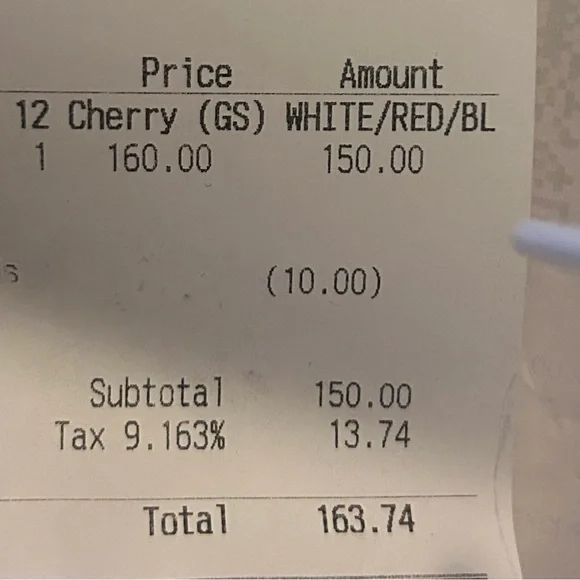 Price Amount
12 Cherry (GS) WHITE/RED/BL
1 160.00 150.00
s (10.00)
Subtotal 150.00
Tax 9.163% 13.74
Total 163.74